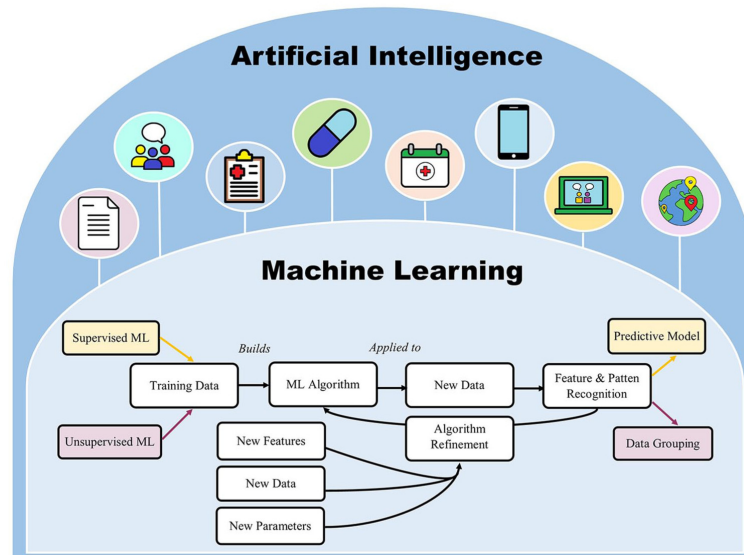 Artificial Intelligence
Machine Learning
Supervised ML
Unsupervised ML
Training Data
Builds
ML Algorithm
Applied to
New Data
Feature & Patten
Recognition
Predictive Model
Data Grouping
Algorithm
Refinement
New Features
New Data
New Parameters